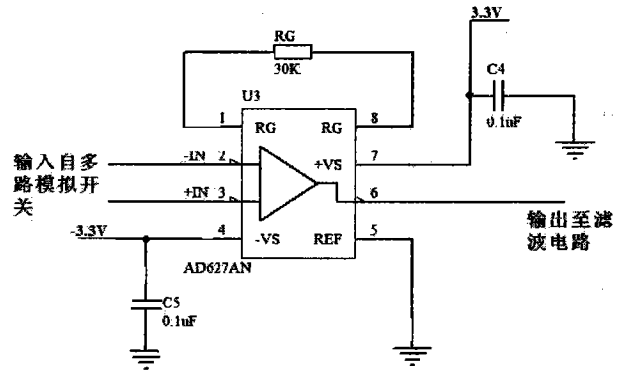 3.3V
RG
30K
C4
0.1uF
U3
1
RG
RG
8
输入自多
路模拟开
关
-IN
2
+VS
7
+IN
3
6
输出至滤
波电路
-3.3V
4
-VS
REF
5
AD627AN
C5
0.1uF